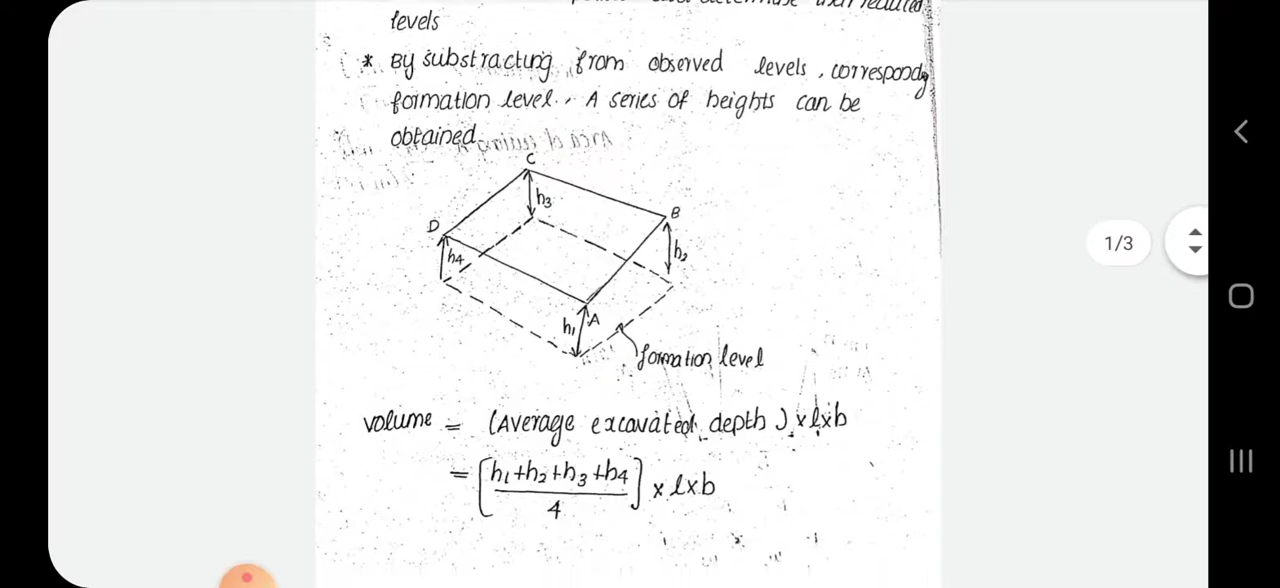 levels
* By substracting from observed levels, correspondg
formation level. A series of heights can be
obtained.
C
h3
D
B
h4
h2
h1
A
formation level
volume = (Average excavated depth) x l x b
= [h1+h2+h3+h4 / 4] x l x b
1/3